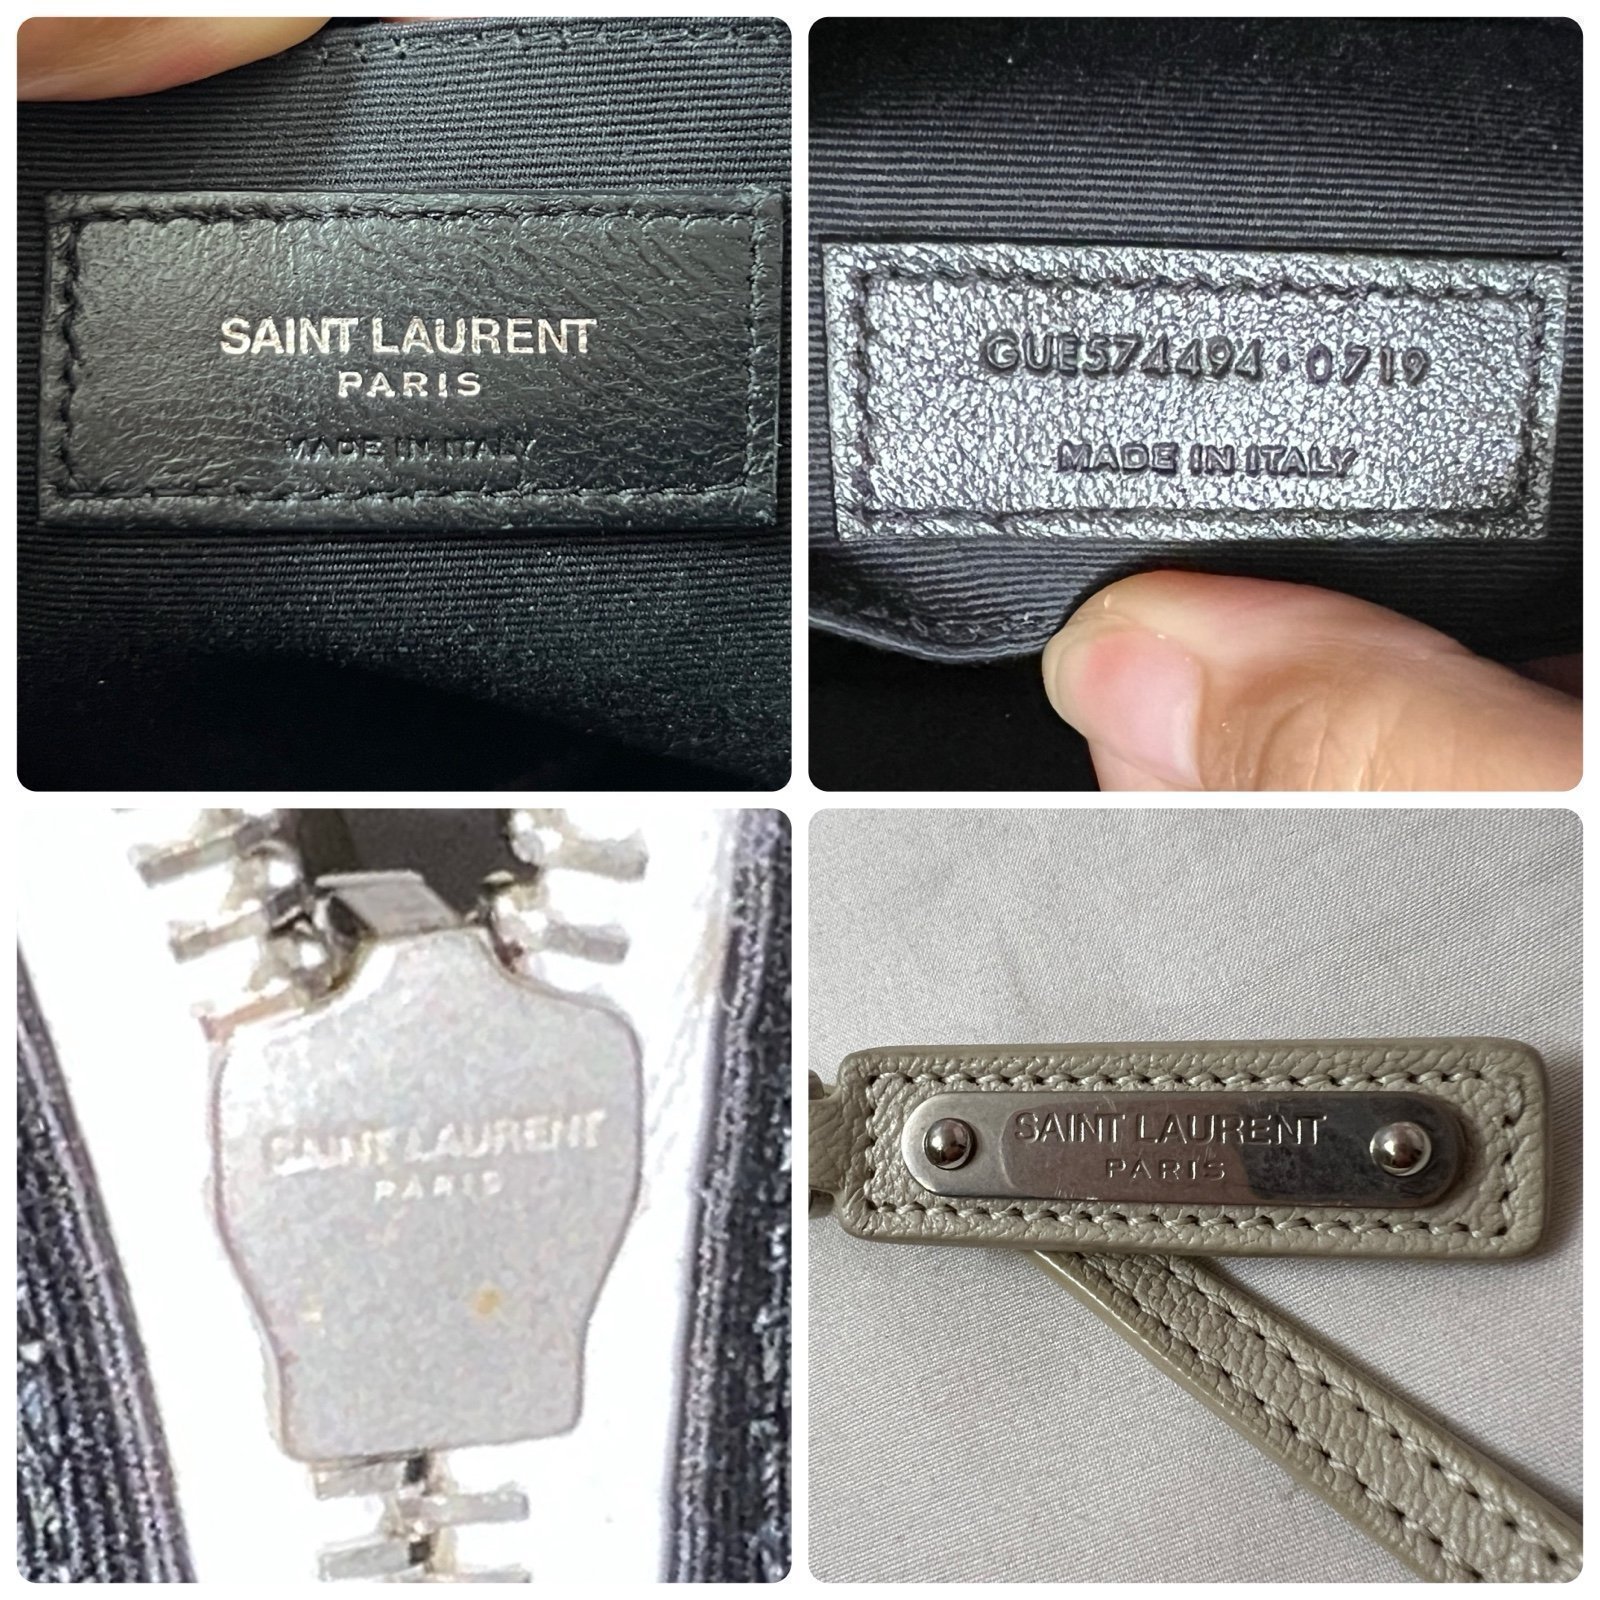 SAINT LAURENT
PARIS
MADE IN ITALY
GUE574494·0719
MADE IN ITALY
SAINT LAURENT
PARIS
SAINT LAURENT
PARIS